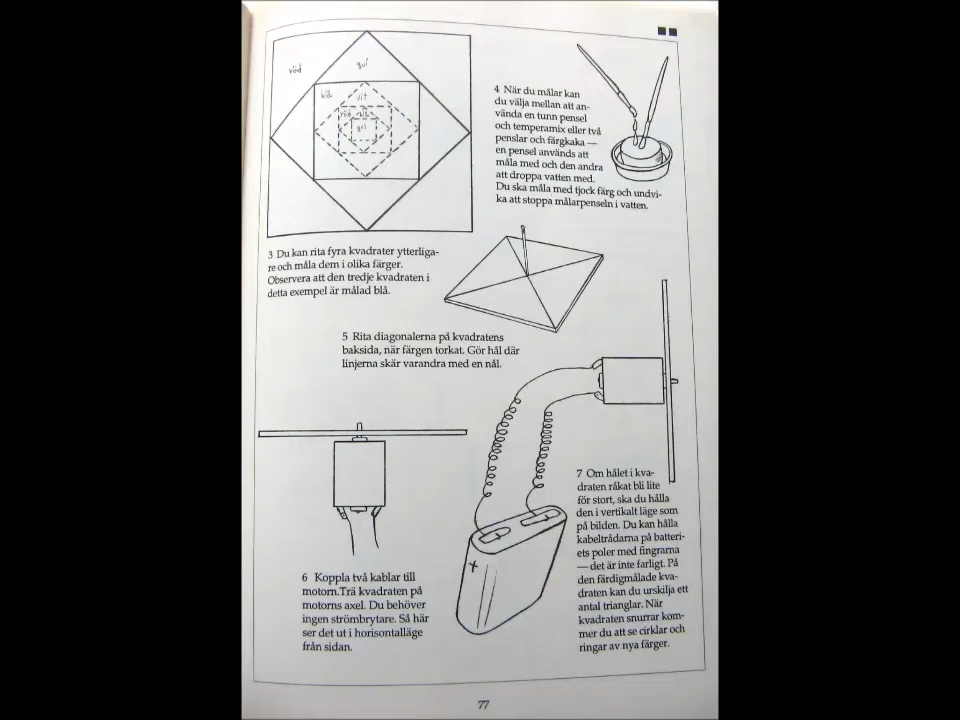 röd
gul
blå
vit
röd
blå
gul
3 Du kan rita fyra kvadrater ytterliga-
re och måla dem i olika färger.
Observera att den tredje kvadraten i
detta exempel är målad blå.
4 När du målar kan
du välja mellan att an-
vända en tunn pensel
och temperamix eller två
penslar och färgkaka —
en pensel används att
måla med och den andra
att droppa vatten med.
Du ska måla med tjock färg och undvi-
ka att stoppa målarpenseln i vatten.
5 Rita diagonalerna på kvadratens
baksida, när färgen torkat. Gör hål där
linjerna skär varandra med en nål.
6 Koppla två kablar till
motorn.Trä kvadraten på
motorns axel. Du behöver
ingen strömbrytare. Så här
ser det ut i horisontalläge
från sidan.
+
-
7 Om hålet i kva-
draten råkat bli lite
för stort, ska du hålla
den i vertikalt läge som
på bilden. Du kan hålla
kabeltrådarna på batteri-
ets poler med fingrarna
— det är inte farligt. På
den färdigmålade kva-
draten kan du urskilja ett
antal trianglar. När
kvadraten snurrar kom-
mer du att se cirklar och
ringar av nya färger.
77